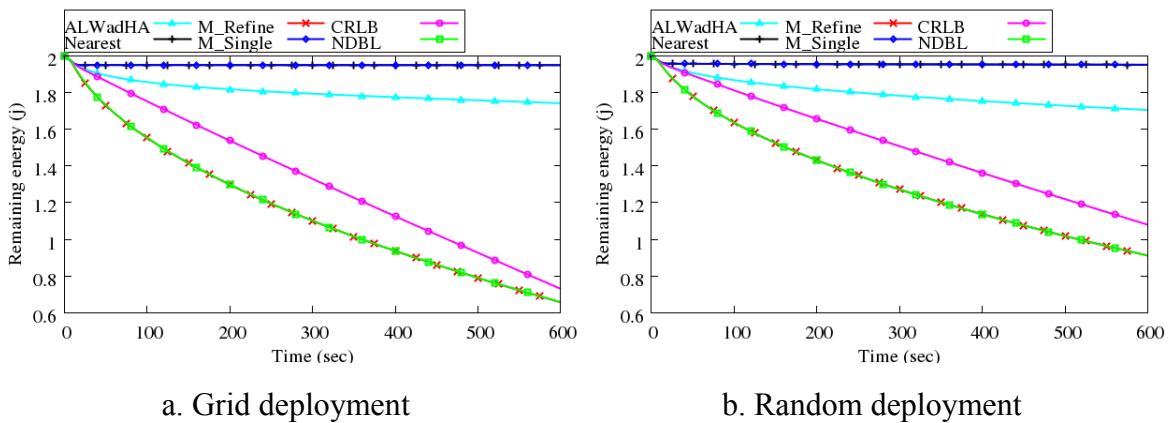 ALWadHA M_Refine CRLB
Nearest M_Single NDBL
2
1.8
1.6
1.4
1.2
1
0.8
0.6
Remaining energy (j)
0 100 200 300 400 500 600
Time (sec)
a. Grid deployment
ALWadHA M_Refine CRLB
Nearest M_Single NDBL
2
1.8
1.6
1.4
1.2
1
0.8
0.6
Remaining energy (j)
0 100 200 300 400 500 600
Time (sec)
b. Random deployment